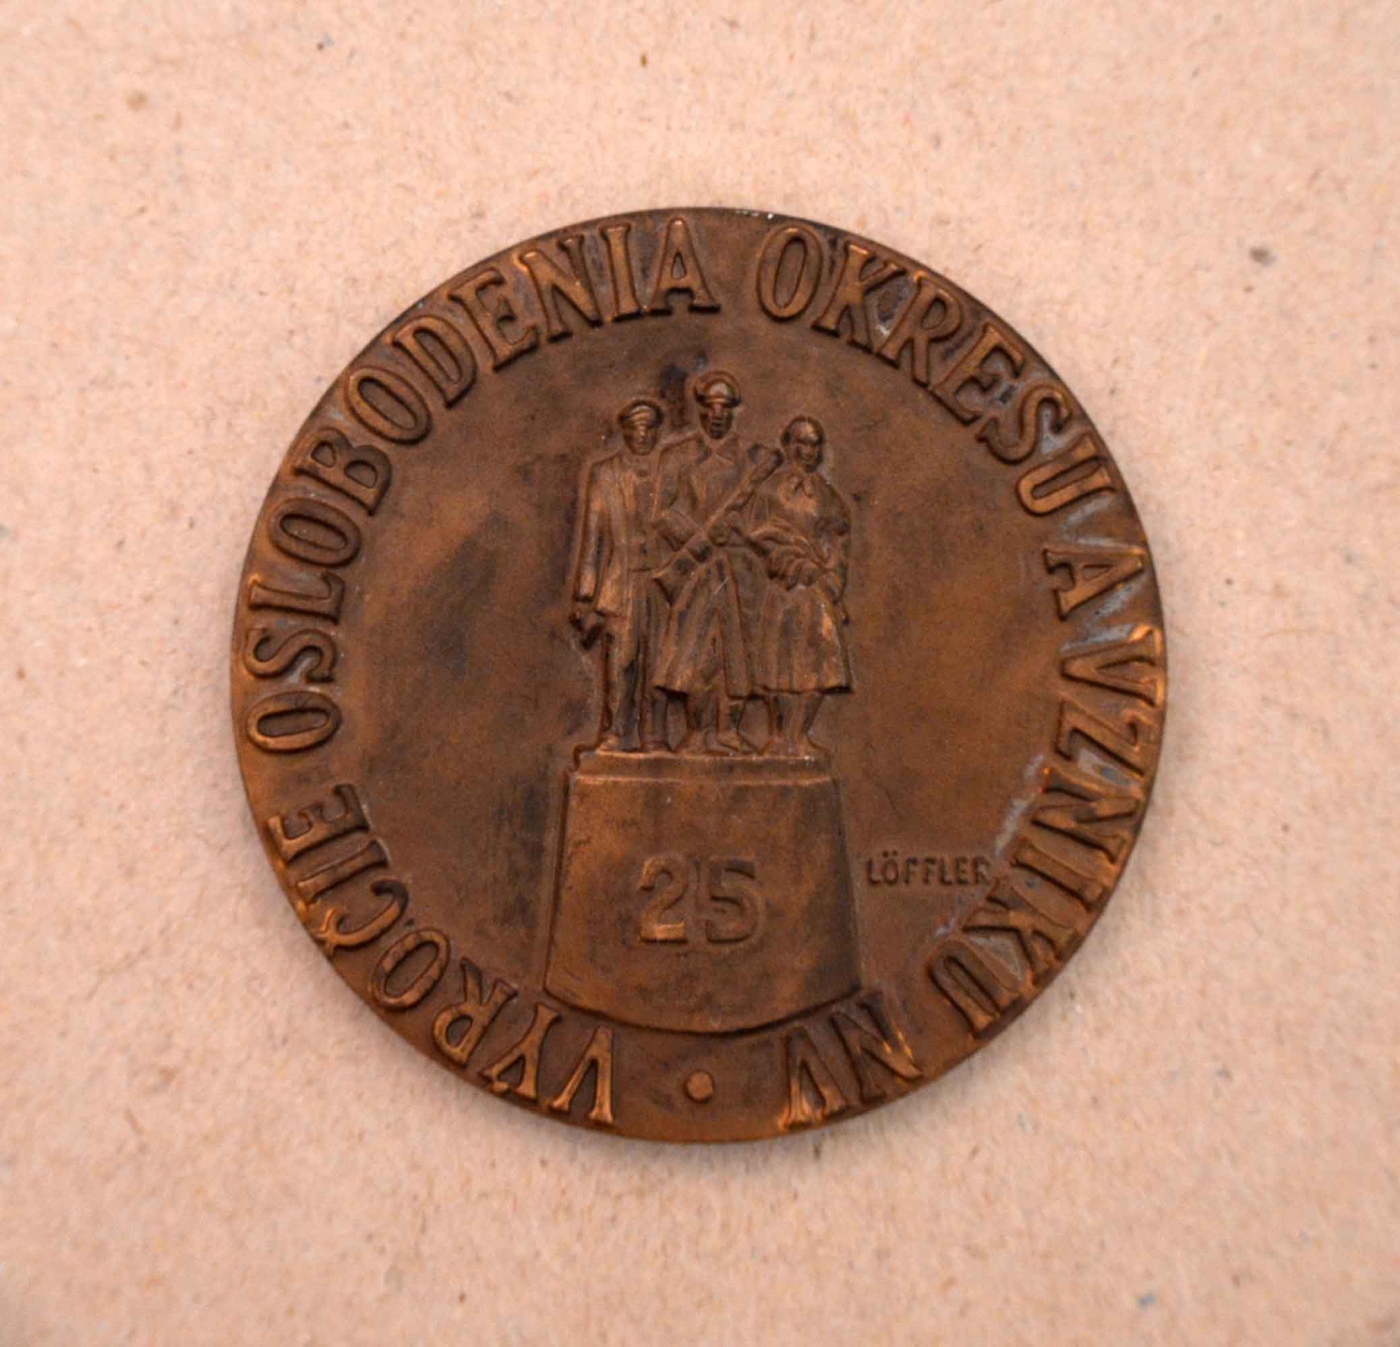 VÝROČIE OSLOBODENIA OKRESU A VZNIKU NV •
25
LÖFFLER